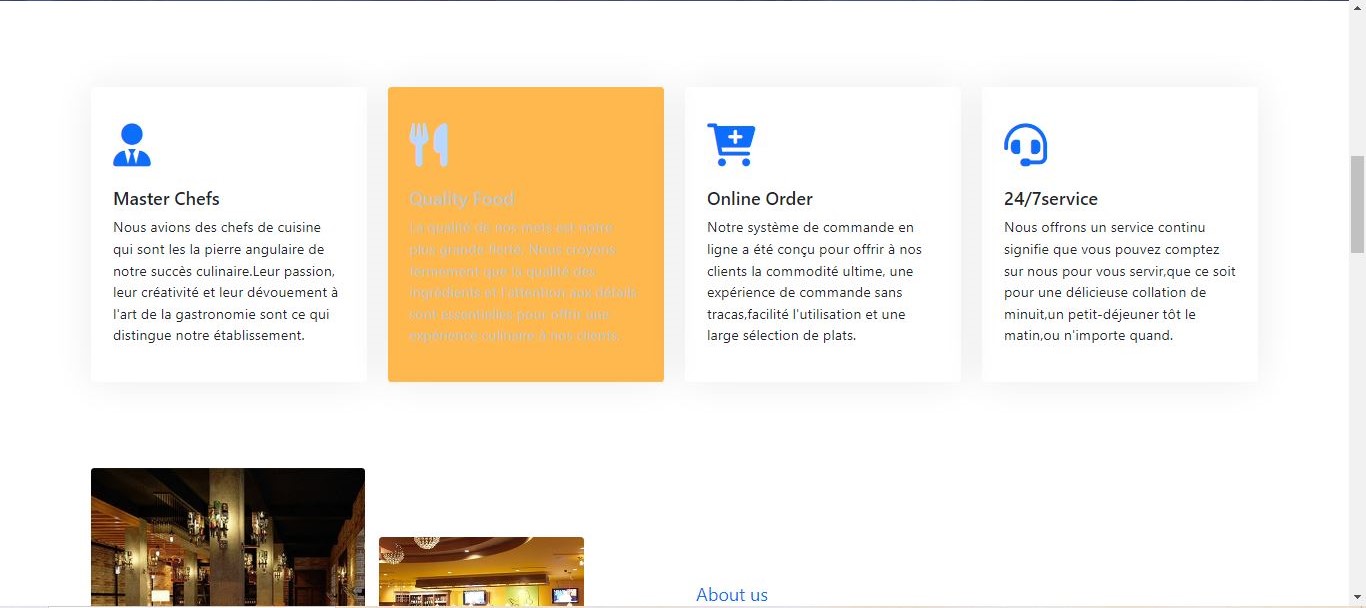 Master Chefs
Nous avions des chefs de cuisine
qui sont les la pierre angulaire de
notre succès culinaire.Leur passion,
leur créativité et leur dévouement à
l'art de la gastronomie sont ce qui
distingue notre établissement.
Quality Food
La qualité de nos mets est notre
plus grande fierté. Nous croyons
fermement que la qualité des
ingrédients et l'attention aux détails
sont essentielles pour offrir une
expérience culinaire à nos clients.
Online Order
Notre système de commande en
ligne a été conçu pour offrir à nos
clients la commodité ultime, une
expérience de commande sans
tracas,facilité l'utilisation et une
large sélection de plats.
24/7service
Nous offrons un service continu
signifie que vous pouvez comptez
sur nous pour vous servir,que ce soit
pour une délicieuse collation de
minuit,un petit-déjeuner tôt le
matin,ou n'importe quand.
About us